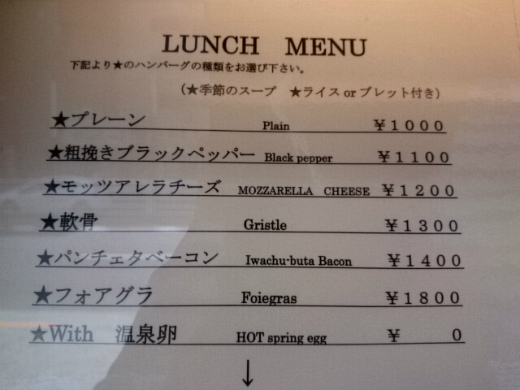 LUNCH MENU
下記より★のハンバーグの種類をお選び下さい。
(★季節のスープ ★ライス or ブレット付き)
★プレーン Plain ¥1000
★粗挽きブラックペッパー Black pepper ¥1100
★モッツアレラチーズ MOZZARELLA CHEESE ¥1200
★軟骨 Gristle ¥1300
★パンチェタベーコン Iwachu-buta Bacon ¥1400
★フォアグラ Foiegras ¥1800
★With 温泉卵 HOT spring egg ¥ 0
↓